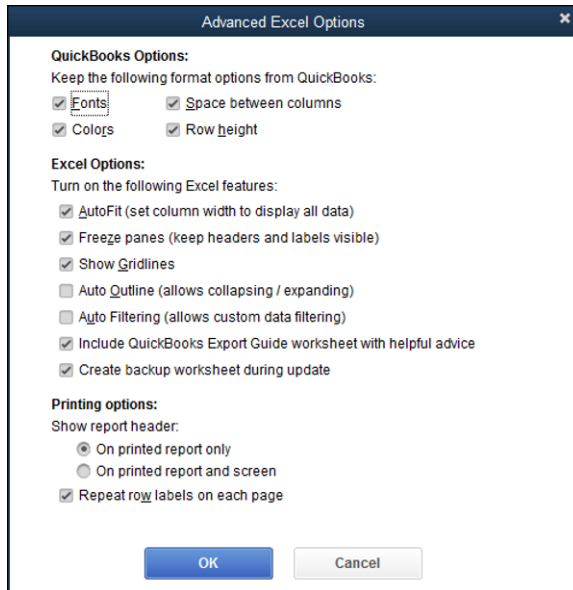 Advanced Excel Options
QuickBooks Options:
Keep the following format options from QuickBooks:
Fonts Space between columns
Colors Row height
Excel Options:
Turn on the following Excel features:
AutoFit (set column width to display all data)
Freeze panes (keep headers and labels visible)
Show Gridlines
Auto Outline (allows collapsing / expanding)
Auto Filtering (allows custom data filtering)
Include QuickBooks Export Guide worksheet with helpful advice
Create backup worksheet during update
Printing options:
Show report header:
On printed report only
On printed report and screen
Repeat row labels on each page
OK Cancel